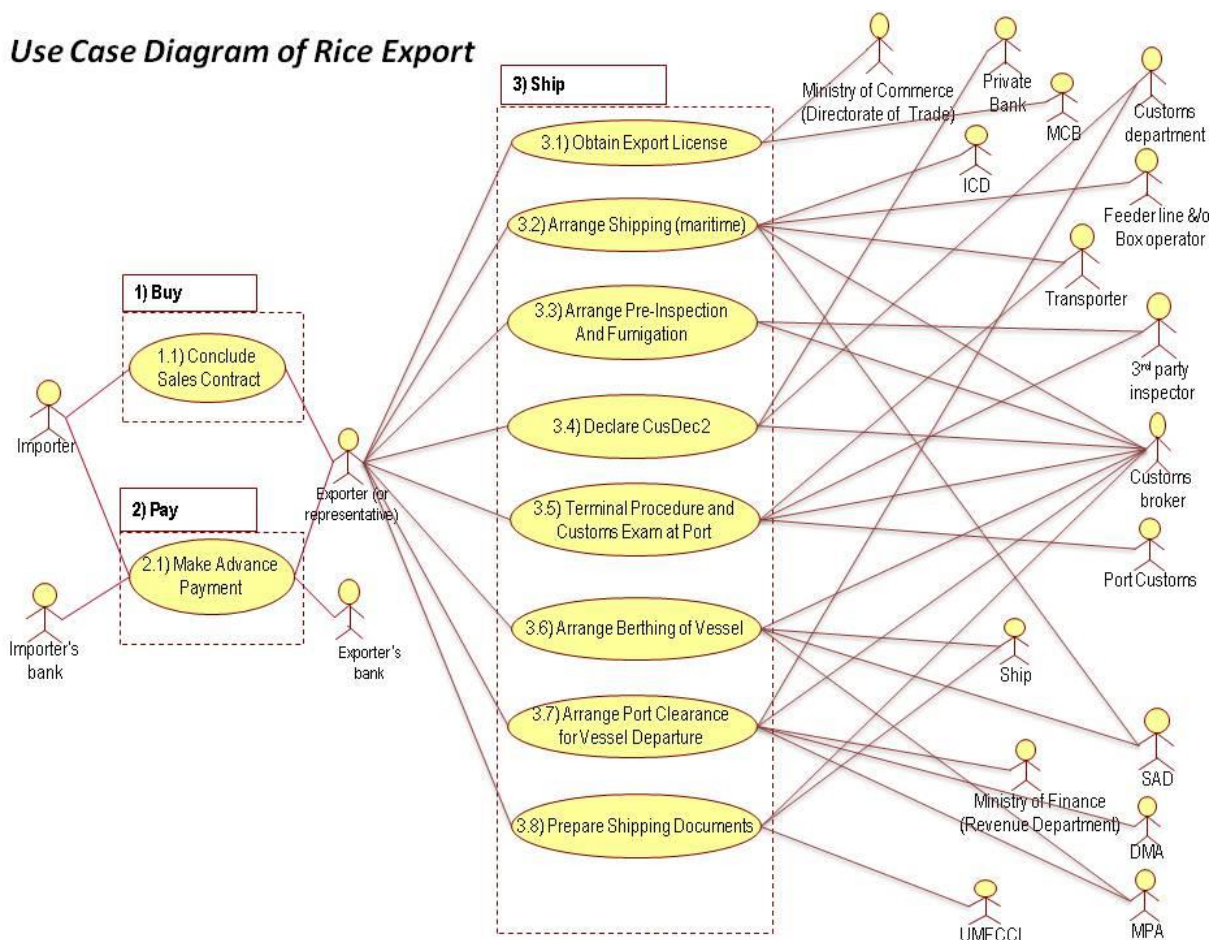 Use Case Diagram of Rice Export
3) Ship
Ministry of Commerce
(Directorate of Trade)
Private
Bank
MCB
Customs
department
3.1) Obtain Export License
ICD
3.2) Arrange Shipping (maritime)
Feeder line &/o
Box operator
Transporter
1) Buy
3.3) Arrange Pre-Inspection
And Fumigation
1.1) Conclude
Sales Contract
3rd party
inspector
Importer
3.4) Declare CusDec2
Customs
broker
2) Pay
Exporter (or
representative)
3.5) Terminal Procedure and
Customs Exam at Port
2.1) Make Advance
Payment
Port Customs
Importer's
bank
Exporter's
bank
3.6) Arrange Berthing of Vessel
Ship
3.7) Arrange Port Clearance
for Vessel Departure
SAD
Ministry of Finance
(Revenue Department)
3.8) Prepare Shipping Documents
DMA
UMFCCI
MPA